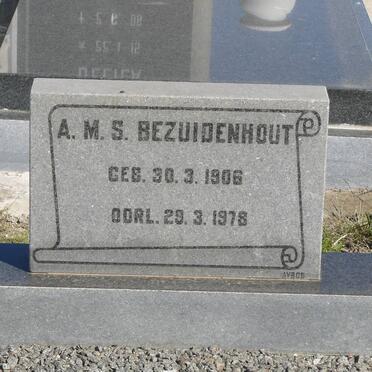 A. M. S. BEZUIDENHOUT
GEB. 30. 3. 1906
OORL. 29. 3. 1978